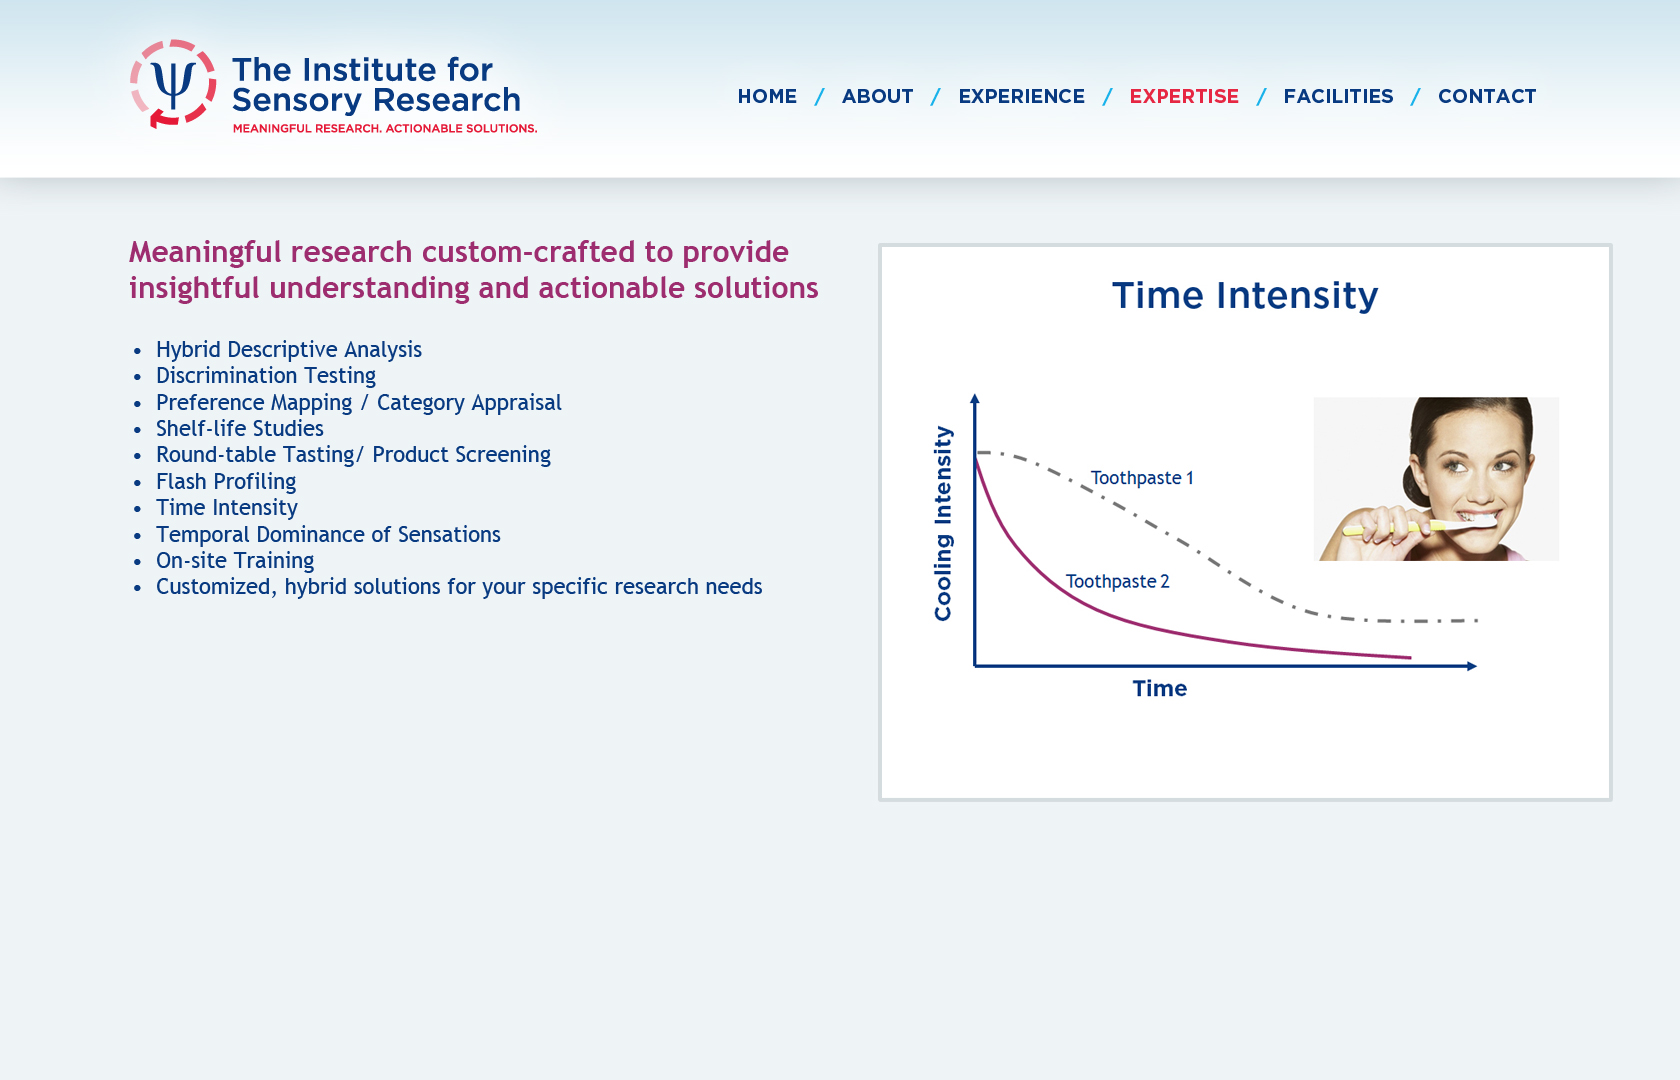 Ψ
The Institute for
Sensory Research
MEANINGFUL RESEARCH. ACTIONABLE SOLUTIONS.
HOME / ABOUT / EXPERIENCE / EXPERTISE / FACILITIES / CONTACT
Meaningful research custom-crafted to provide
insightful understanding and actionable solutions
• Hybrid Descriptive Analysis
• Discrimination Testing
• Preference Mapping / Category Appraisal
• Shelf-life Studies
• Round-table Tasting/ Product Screening
• Flash Profiling
• Time Intensity
• Temporal Dominance of Sensations
• On-site Training
• Customized, hybrid solutions for your specific research needs
Time Intensity
Cooling Intensity
Toothpaste 1
Toothpaste 2
Time